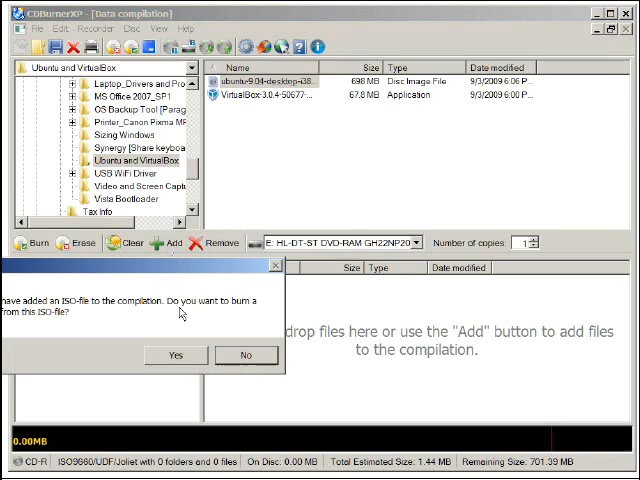 CDBurnerXP - [Data compilation]
File Edit Recorder Disc View Help
Ubuntu and VirtualBox
Name Size Type Date modified
Laptop_Drivers and Pro
MS Office 2007_SP1
OS Backup Tool [Parag
Printer_Canon Pixma MF
Sizing Windows
Synergy [Share keyboa
Ubuntu and VirtualBox
USB WiFi Driver
Video and Screen Captu
Vista Bootloader
Tax Info
ubuntu-9.04-desktop-i38... 698 MB Disc Image File 9/3/2009 6:06 P...
VirtualBox-3.0.4-50677-... 67.8 MB Application 9/3/2009 6:00 P...
Burn Erase Clear Add Remove E: HL-DT-ST DVD-RAM GH22NP20 Number of copies: 1
Size Type Date modified
have added an ISO-file to the compilation. Do you want to burn a
from this ISO-file?
Yes No
drop files here or use the "Add" button to add files
to the compilation.
0.00MB
CD-R ISO9660/UDF/Joliet with 0 folders and 0 files On Disc: 0.00 MB Total Estimated Size: 1.44 MB Remaining Size: 701.39 MB